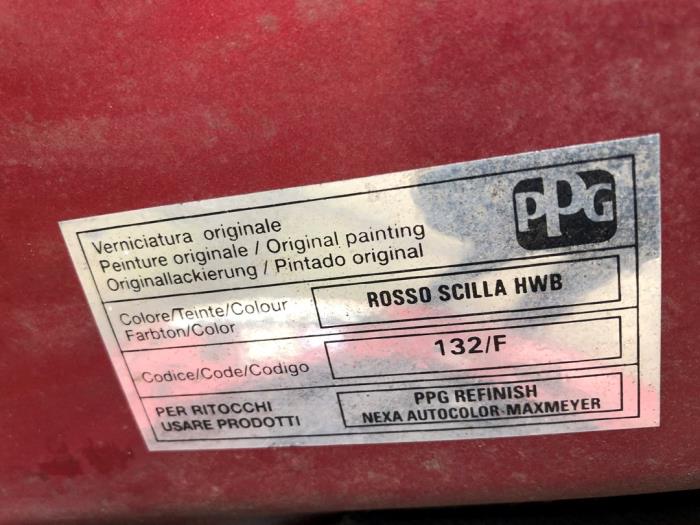 PPG
Verniciatura originale
Peinture originale / Original painting
Originallackierung / Pintado original
Colore/Teinte/Colour
Farbton/Color
ROSSO SCILLA HWB
Codice/Code/Codigo
132/F
PER RITOCCHI
USARE PRODOTTI
PPG REFINISH
NEXA AUTOCOLOR-MAXMEYER